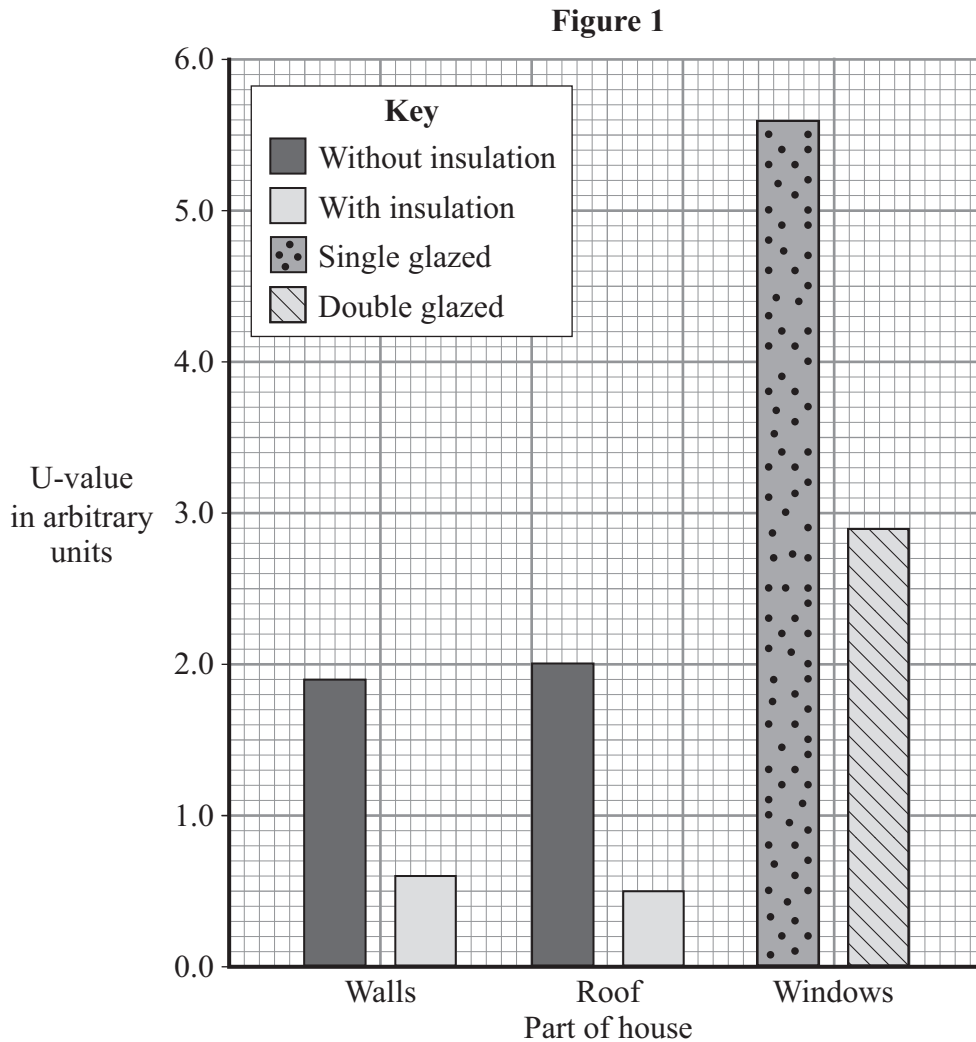 Figure 1
6.0
5.0
4.0
3.0
2.0
1.0
0.0
Key
Without insulation
With insulation
Single glazed
Double glazed
U-value
in arbitrary
units
Walls
Roof
Windows
Part of house